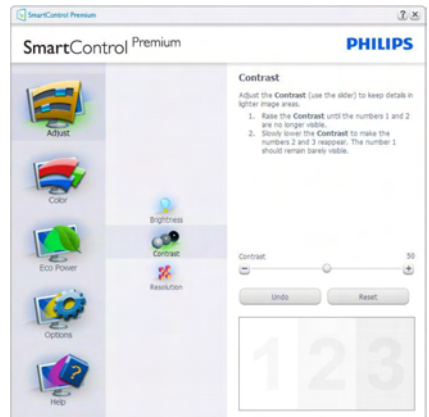 SmartControl Premium
SmartControl Premium
PHILIPS
Adjust
Color
Eco Power
Options
Help
Brightness
Contrast
Resolution
Contrast
Adjust the Contrast (use the slider) to keep details in
lighter image areas.
1. Raise the Contrast until the numbers 1 and 2
are no longer visible.
2. Slowly lower the Contrast to make the
numbers 2 and 3 reappear. The number 1
should remain barely visible.
Contrast 50
Undo Reset
1 2 3